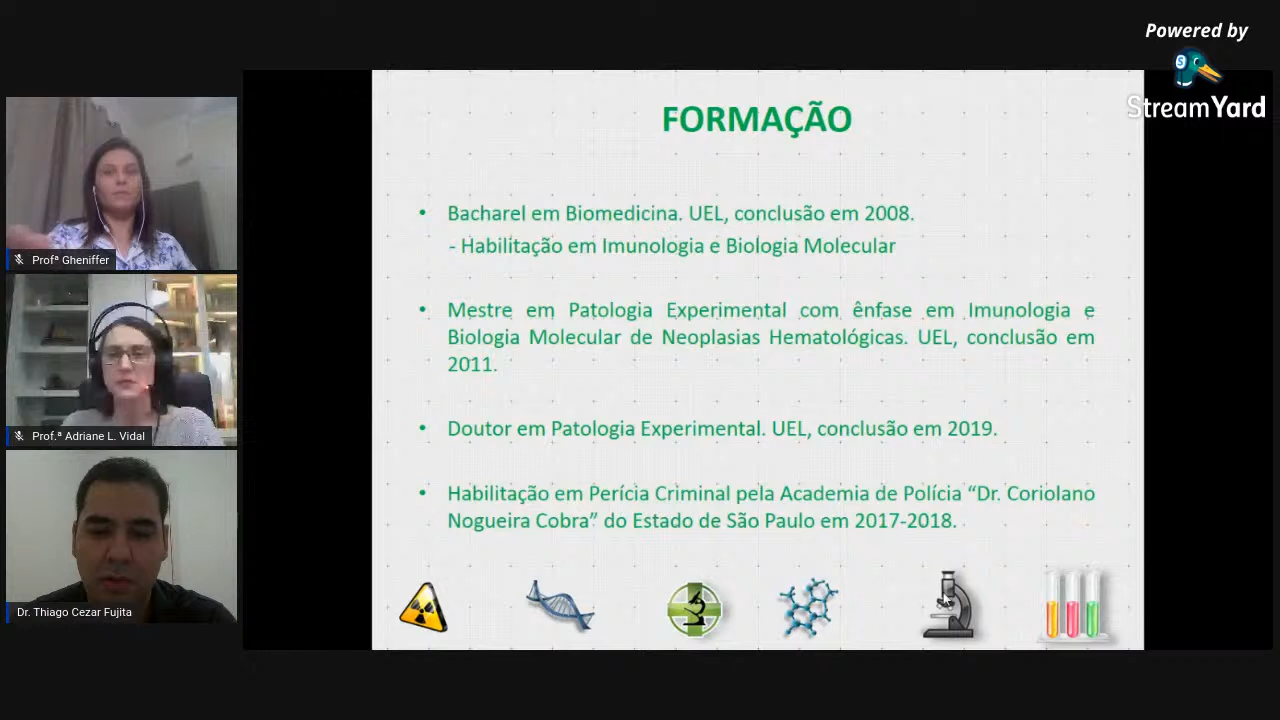 Powered by
StreamYard
FORMAÇÃO
• Bacharel em Biomedicina. UEL, conclusão em 2008.
- Habilitação em Imunologia e Biologia Molecular
• Mestre em Patologia Experimental com ênfase em Imunologia e
Biologia Molecular de Neoplasias Hematológicas. UEL, conclusão em
2011.
• Doutor em Patologia Experimental. UEL, conclusão em 2019.
• Habilitação em Perícia Criminal pela Academia de Polícia “Dr. Coriolano
Nogueira Cobra” do Estado de São Paulo em 2017-2018.
Profª Gheniffer
Prof.ª Adriane L. Vidal
Dr. Thiago Cezar Fujita